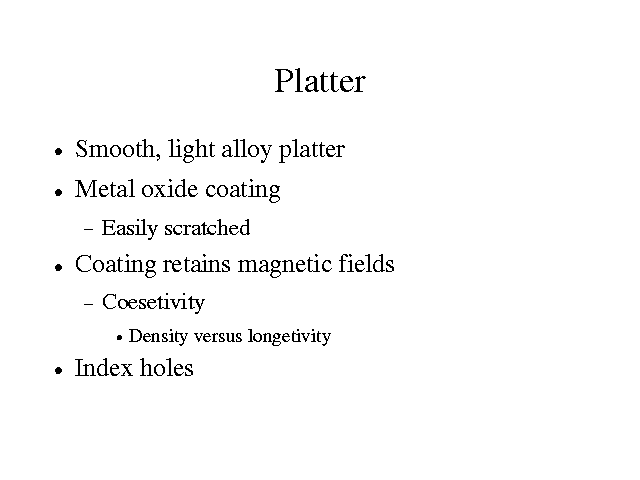 Platter
• Smooth, light alloy platter
• Metal oxide coating
– Easily scratched
• Coating retains magnetic fields
– Coesetivity
• Density versus longetivity
• Index holes